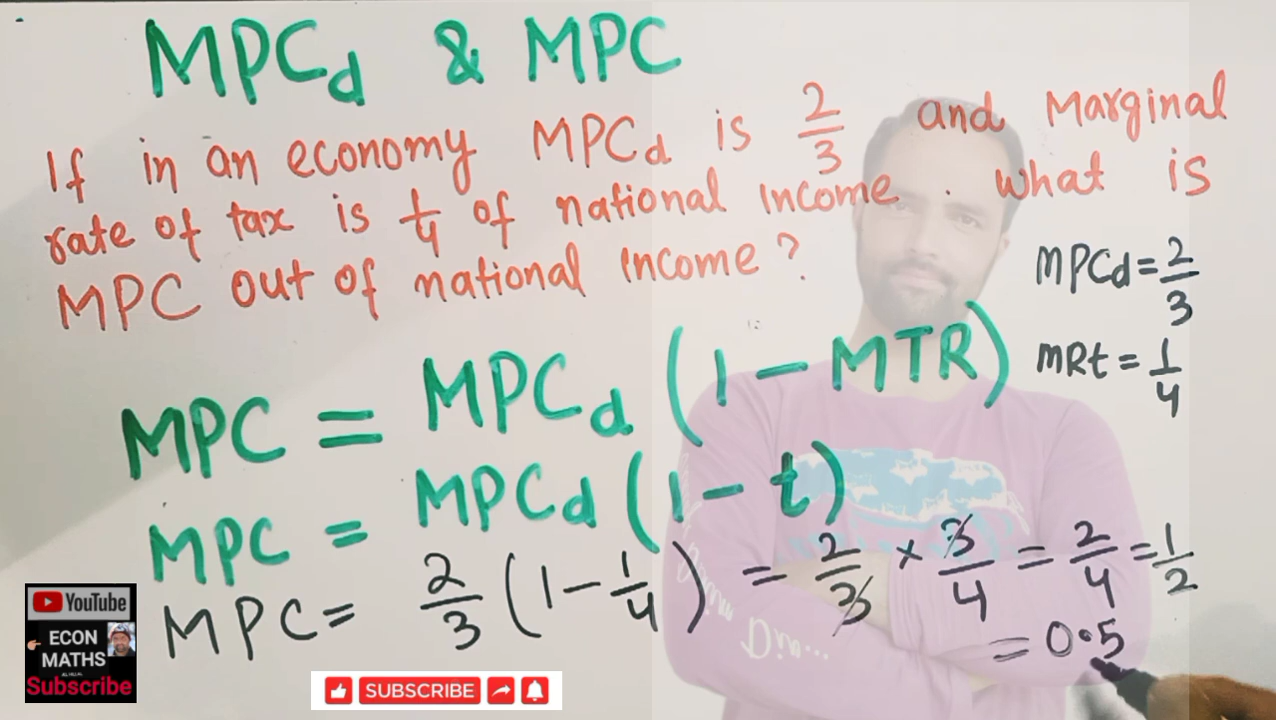 MPCd & MPC
If in an economy MPCd is 2/3 and Marginal
rate of tax is 1/4 of national income. what is
MPC out of national income?
MPCd = 2/3
MRt = 1/4
MPC = MPCd (1 - MTR)
MPC = MPCd (1 - t)
MPC = 2/3 (1 - 1/4) = 2/3 × 3/4 = 2/4 = 1/2
= 0.5
YouTube
ECON
MATHS
Subscribe
SUBSCRIBE